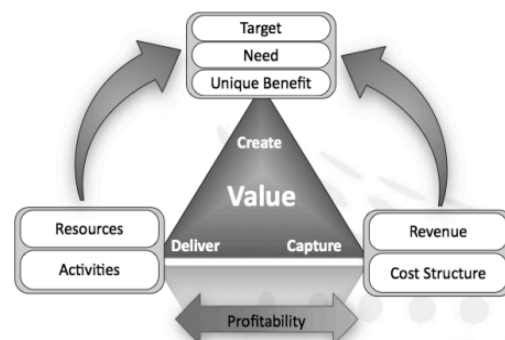 Target
Need
Unique Benefit
Create
Value
Deliver
Capture
Resources
Activities
Revenue
Cost Structure
Profitability